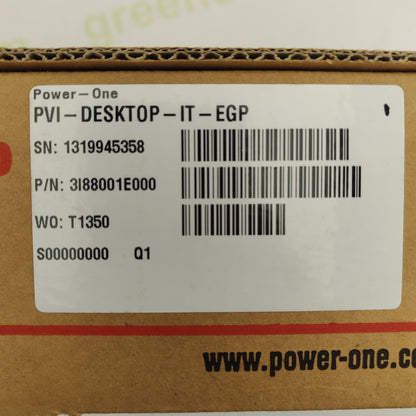 Power-One
PVI-DESKTOP-IT-EGP
SN: 1319945358
P/N: 3I88001E000
WO: T1350
S00000000 Q1
www.power-one.co